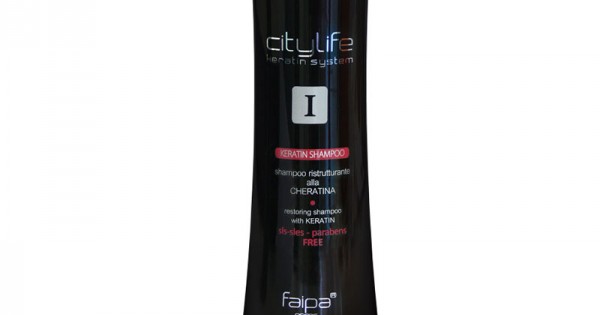 citylife
keratin system
I
KERATIN SHAMPOO
shampoo ristrutturante
alla
CHERATINA
restoring shampoo
with KERATIN
sls-sles - parabens
FREE
faipa®